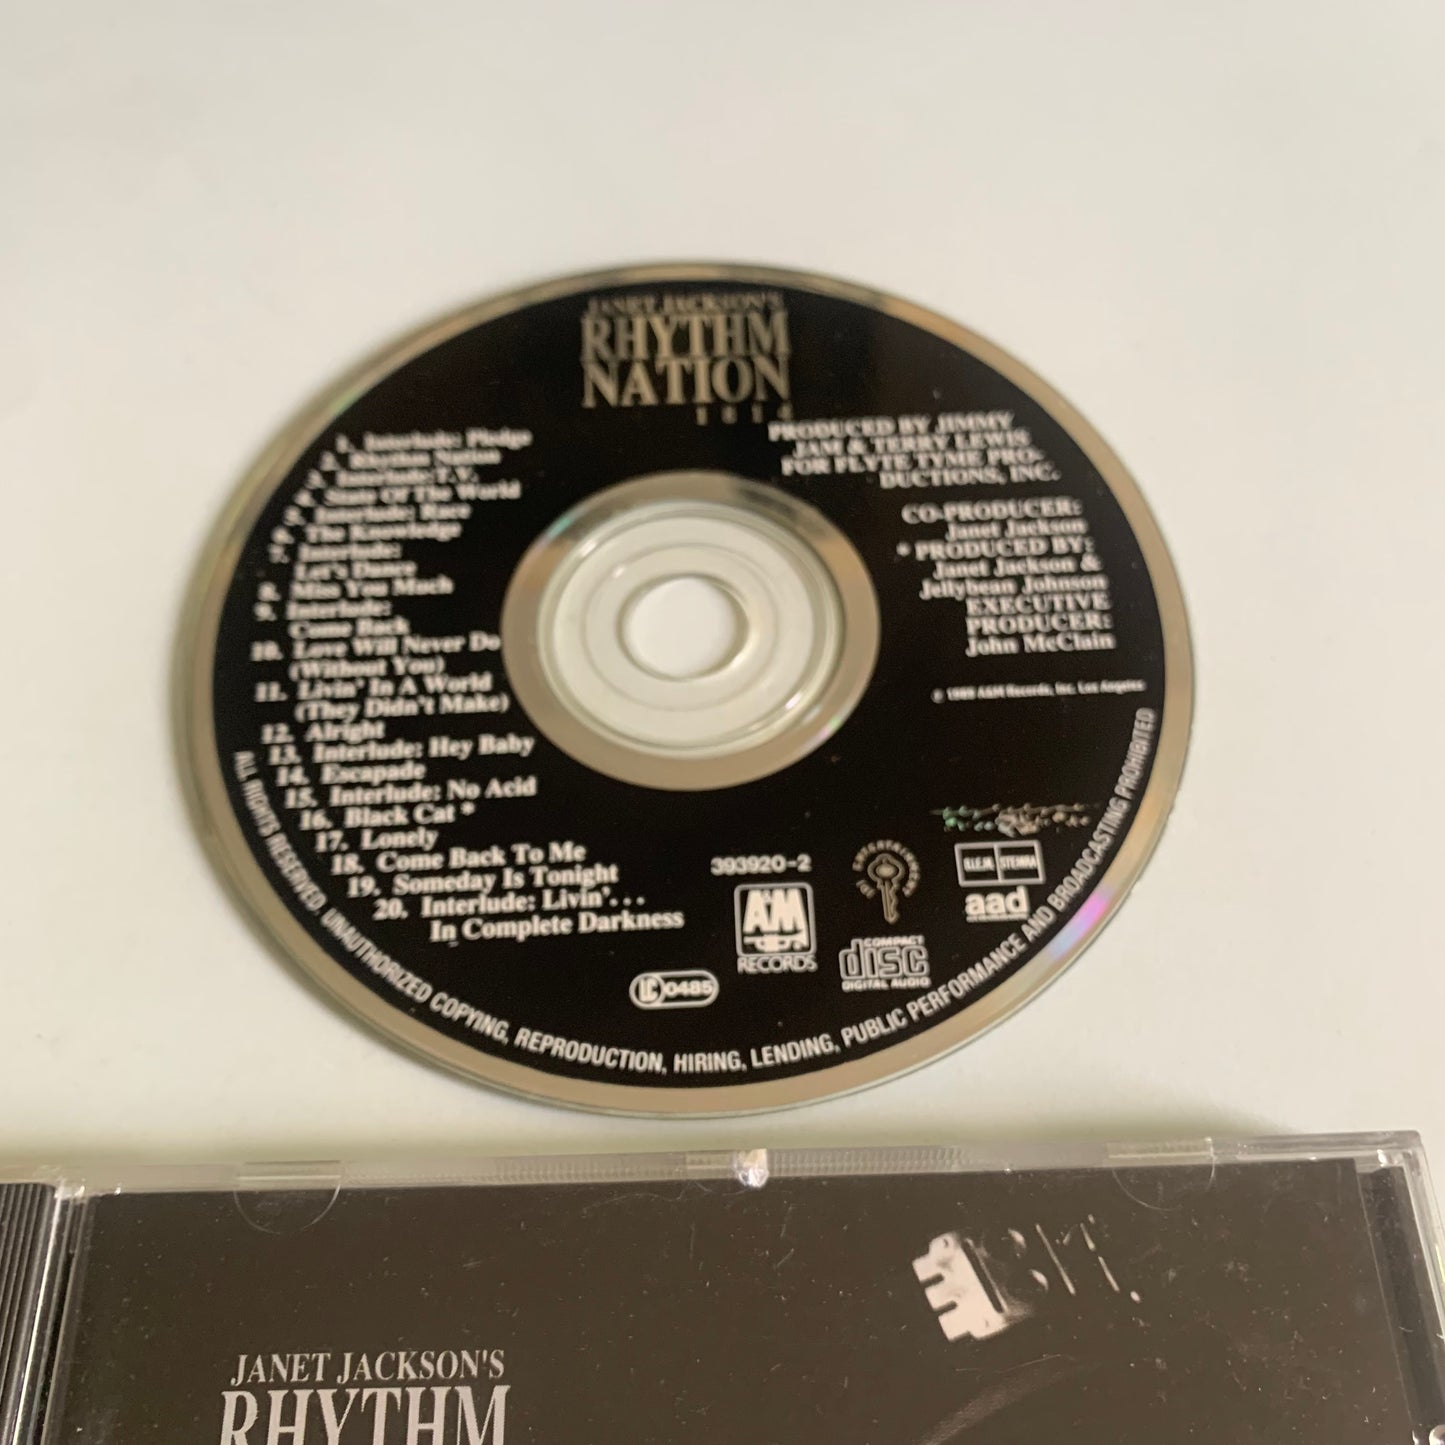 JANET JACKSON'S
RHYTHM
NATION
1814
1. Interlude: Pledge
2. Rhythm Nation
3. Interlude: T.V.
4. State Of The World
5. Interlude: Race
6. The Knowledge
7. Interlude:
Let's Dance
8. Miss You Much
9. Interlude:
Come Back
10. Love Will Never Do
(Without You)
11. Livin' In A World
(They Didn't Make)
12. Alright
13. Interlude: Hey Baby
14. Escapade
15. Interlude: No Acid
16. Black Cat *
17. Lonely
18. Come Back To Me
19. Someday Is Tonight
20. Interlude: Livin'...
In Complete Darkness
PRODUCED BY JIMMY
JAM & TERRY LEWIS
FOR FLYTE TYME PRO-
DUCTIONS, INC.
CO-PRODUCER:
Janet Jackson
* PRODUCED BY:
Janet Jackson &
Jellybean Johnson
EXECUTIVE
PRODUCER:
John McClain
© 1989 A&M Records, Inc. Los Angeles
393920-2
A&M
RECORDS
COMPACT
disc
DIGITAL AUDIO
B.I.E.M. STEMRA
aad
LC 0485
ALL RIGHTS RESERVED. UNAUTHORIZED COPYING, REPRODUCTION, HIRING, LENDING, PUBLIC PERFORMANCE AND BROADCASTING PROHIBITED
JANET JACKSON'S
RHYTHM